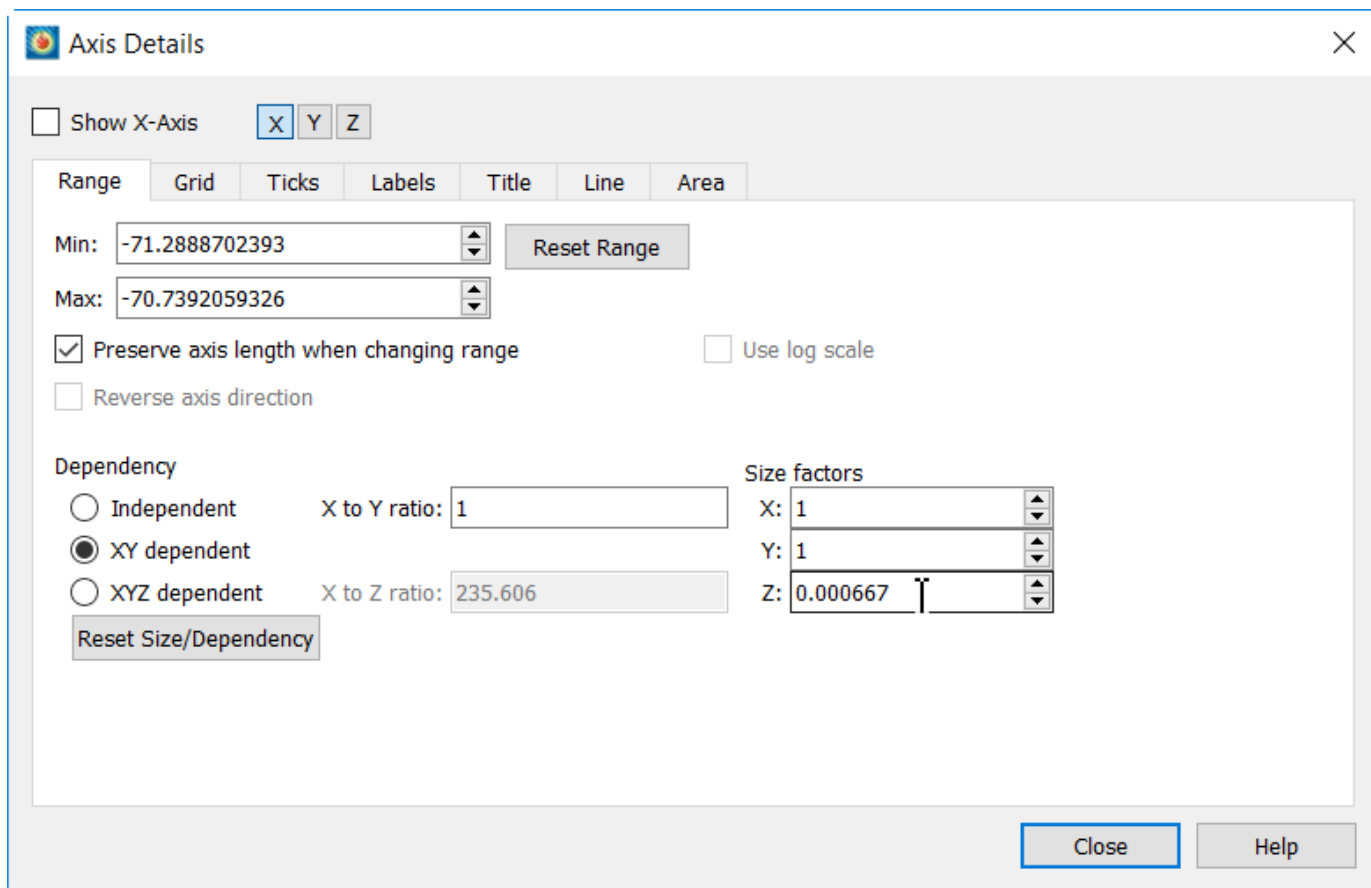 Axis Details
Show X-Axis X Y Z
Range Grid Ticks Labels Title Line Area
Min: -71.2888702393 Reset Range
Max: -70.7392059326
Preserve axis length when changing range Use log scale
Reverse axis direction
Dependency Size factors
Independent X to Y ratio: 1 X: 1
XY dependent Y: 1
XYZ dependent X to Z ratio: 235.606 Z: 0.000667
Reset Size/Dependency
Close Help